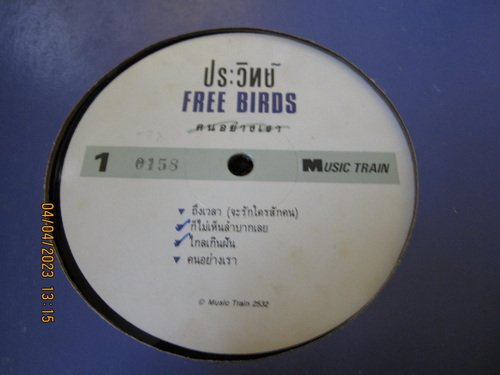 ประวิทย์
FREE BIRDS
คนอย่างเรา
1 0158 MUSIC TRAIN
▼ ถึงเวลา (จะรักใครสักคน)
ก็ไม่เห็นลำบากเลย
ไกลเกินฝัน
▼ คนอย่างเรา
© Music Train 2532
04/04/2023 13:15